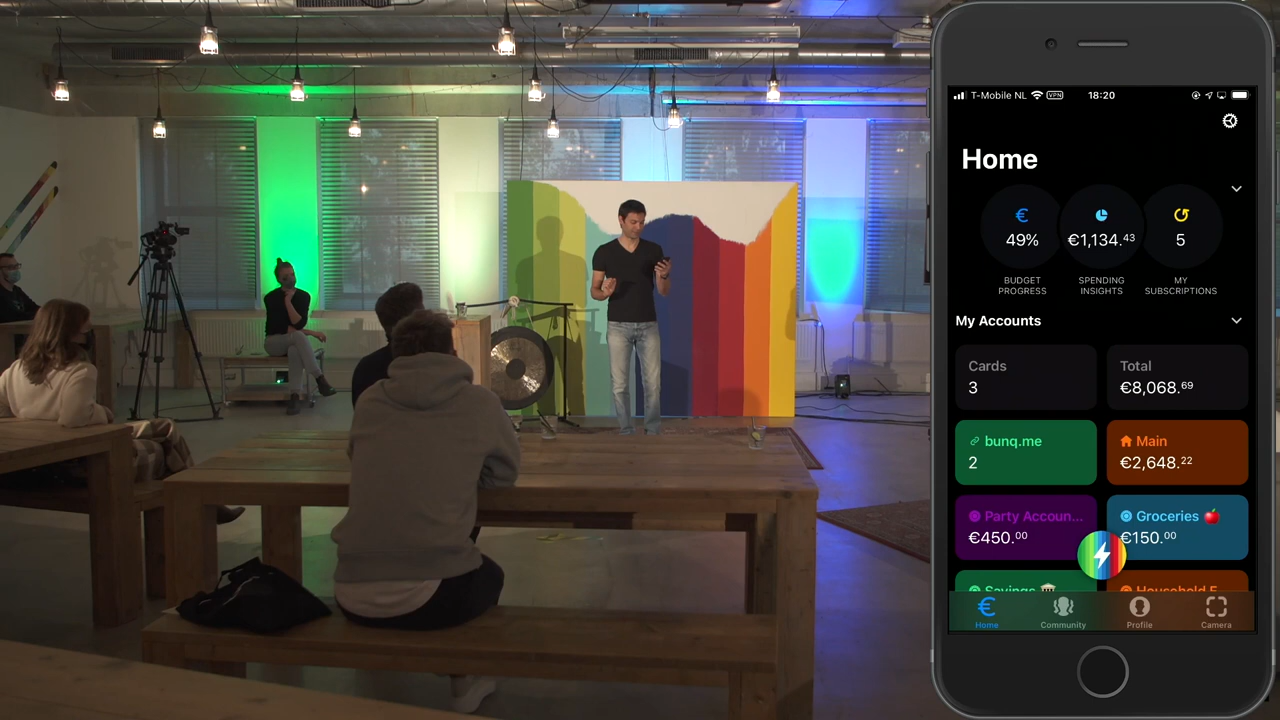 T-Mobile NL VPN 18:20
Home
49% €1,134.43 5
BUDGET PROGRESS
SPENDING INSIGHTS
MY SUBSCRIPTIONS
My Accounts
Cards
3
Total
€8,068.69
bunq.me
2
Main
€2,648.22
Party Accoun...
€450.00
Groceries 🍎
€150.00
Savings 🏛️
Household
Home Community Profile Camera